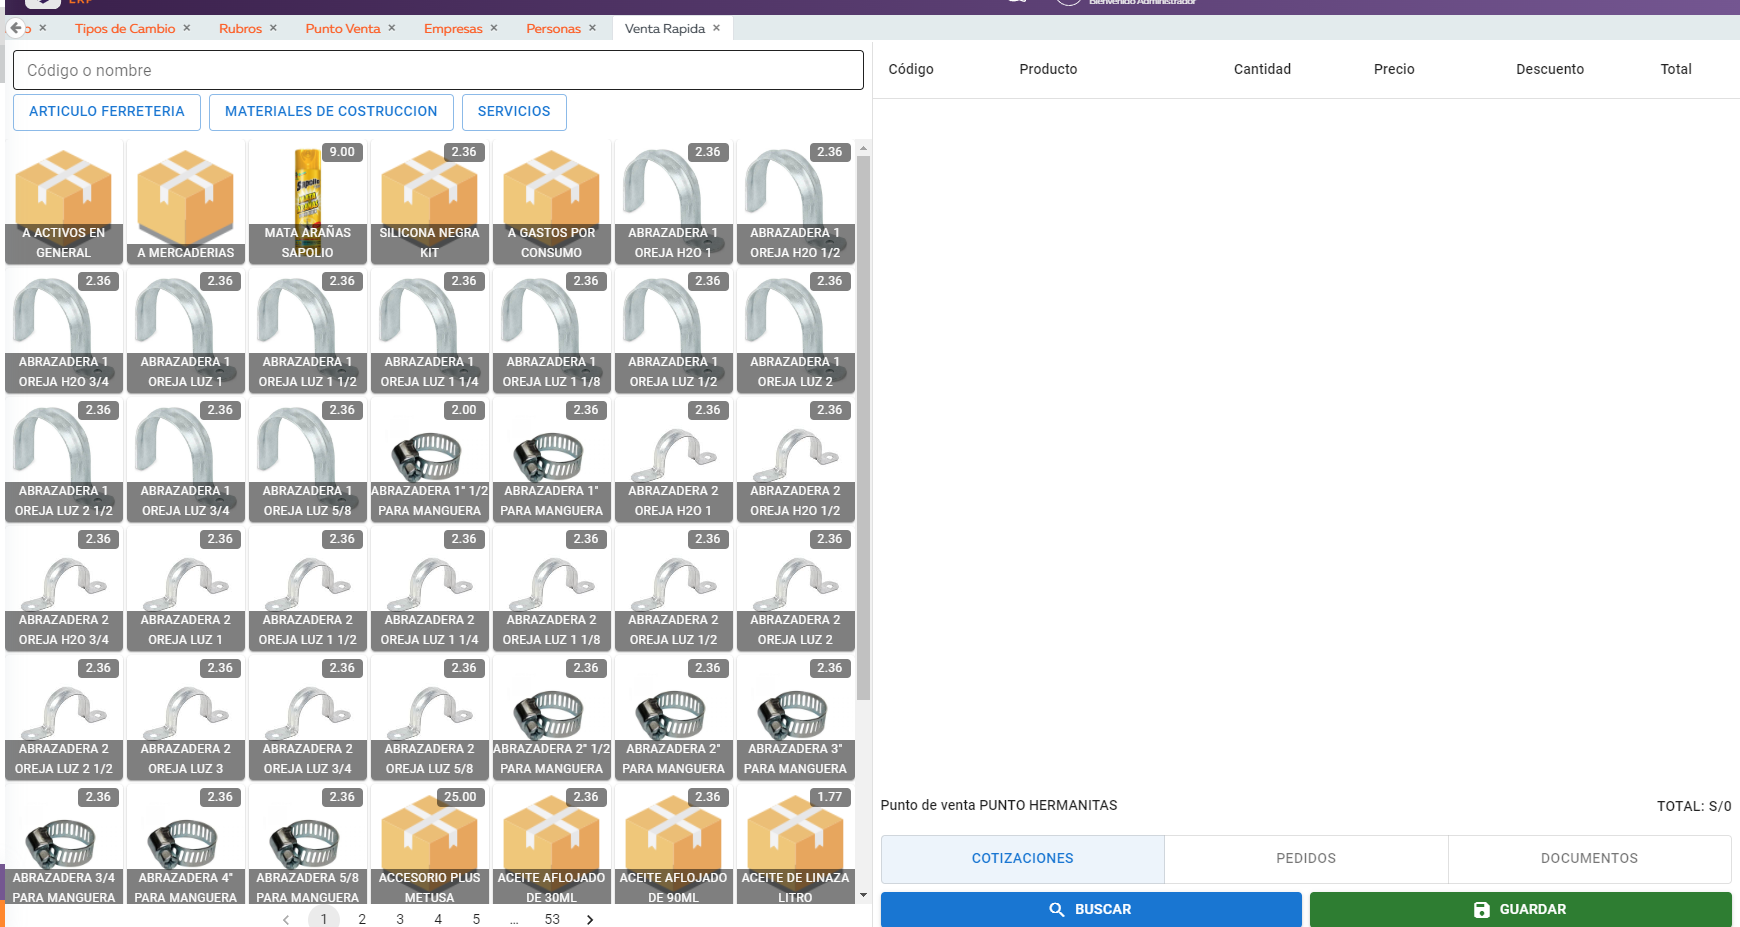 ERP
Bienvenido Administrador
Tipos de Cambio
Rubros
Punto Venta
Empresas
Personas
Venta Rapida
Código o nombre
ARTICULO FERRETERIA
MATERIALES DE COSTRUCCION
SERVICIOS
Código
Producto
Cantidad
Precio
Descuento
Total
A ACTIVOS EN
GENERAL
A MERCADERIAS
9.00
MATA ARAÑAS
SAPOLIO
2.36
SILICONA NEGRA
KIT
A GASTOS POR
CONSUMO
2.36
ABRAZADERA 1
OREJA H2O 1
2.36
ABRAZADERA 1
OREJA H2O 1/2
2.36
ABRAZADERA 1
OREJA H2O 3/4
2.36
ABRAZADERA 1
OREJA LUZ 1
2.36
ABRAZADERA 1
OREJA LUZ 1 1/2
2.36
ABRAZADERA 1
OREJA LUZ 1 1/4
2.36
ABRAZADERA 1
OREJA LUZ 1 1/8
2.36
ABRAZADERA 1
OREJA LUZ 1/2
2.36
ABRAZADERA 1
OREJA LUZ 2
2.36
ABRAZADERA 1
OREJA LUZ 2 1/2
2.36
ABRAZADERA 1
OREJA LUZ 3/4
2.36
ABRAZADERA 1
OREJA LUZ 5/8
2.00
ABRAZADERA 1" 1/2
PARA MANGUERA
2.36
ABRAZADERA 1"
PARA MANGUERA
2.36
ABRAZADERA 2
OREJA H2O 1
2.36
ABRAZADERA 2
OREJA H2O 1/2
2.36
ABRAZADERA 2
OREJA H2O 3/4
2.36
ABRAZADERA 2
OREJA LUZ 1
2.36
ABRAZADERA 2
OREJA LUZ 1 1/2
2.36
ABRAZADERA 2
OREJA LUZ 1 1/4
2.36
ABRAZADERA 2
OREJA LUZ 1 1/8
2.36
ABRAZADERA 2
OREJA LUZ 1/2
2.36
ABRAZADERA 2
OREJA LUZ 2
2.36
ABRAZADERA 2
OREJA LUZ 2 1/2
2.36
ABRAZADERA 2
OREJA LUZ 3
2.36
ABRAZADERA 2
OREJA LUZ 3/4
2.36
ABRAZADERA 2
OREJA LUZ 5/8
2.36
ABRAZADERA 2" 1/2
PARA MANGUERA
2.36
ABRAZADERA 2"
PARA MANGUERA
2.36
ABRAZADERA 3"
PARA MANGUERA
2.36
ABRAZADERA 3/4
PARA MANGUERA
2.36
ABRAZADERA 4"
PARA MANGUERA
2.36
ABRAZADERA 5/8
PARA MANGUERA
25.00
ACCESORIO PLUS
METUSA
2.36
ACEITE AFLOJADO
DE 30ML
2.36
ACEITE AFLOJADO
DE 90ML
1.77
ACEITE DE LINAZA
LITRO
1 2 3 4 5 ... 53
Punto de venta PUNTO HERMANITAS
TOTAL: S/0
COTIZACIONES
PEDIDOS
DOCUMENTOS
BUSCAR
GUARDAR